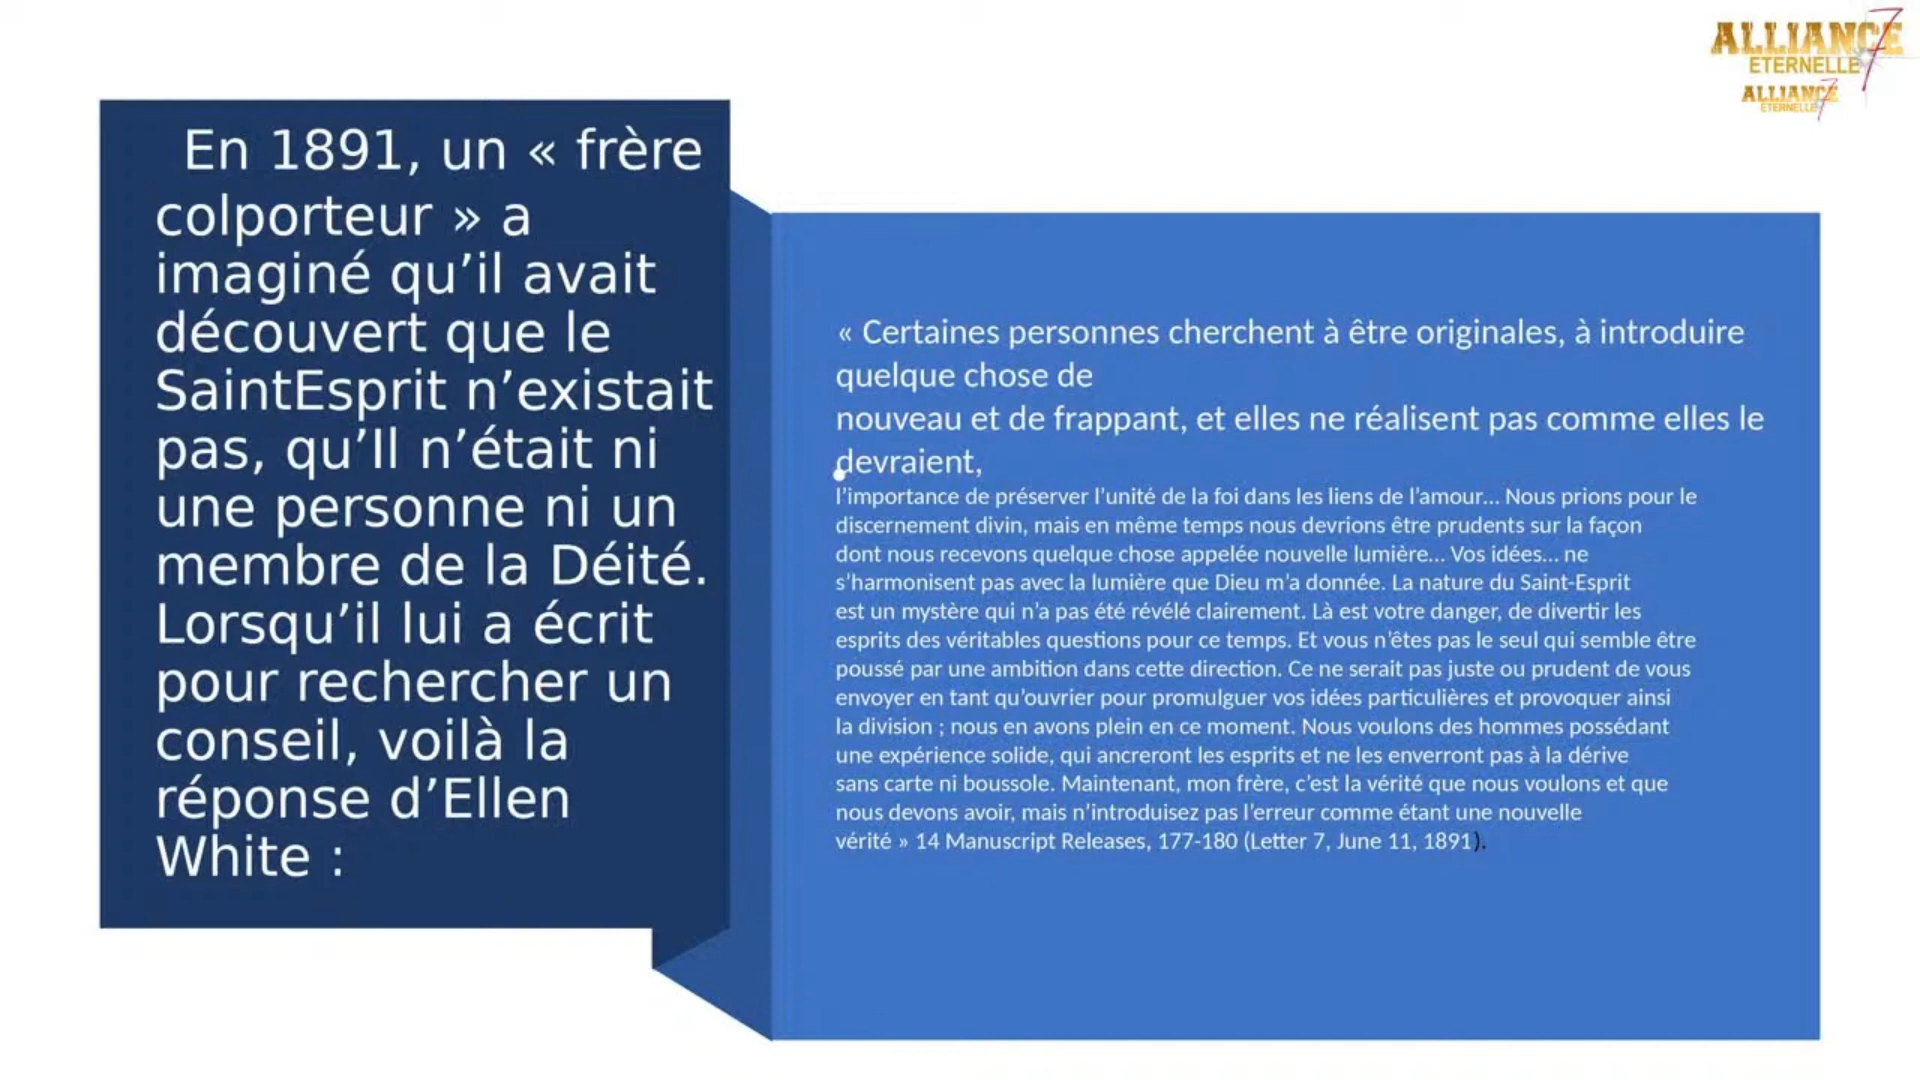 ALLIANCE 7
ETERNELLE
ALLIANCE 7
ETERNELLE
En 1891, un « frère
colporteur » a
imaginé qu’il avait
découvert que le
SaintEsprit n’existait
pas, qu’Il n’était ni
une personne ni un
membre de la Déité.
Lorsqu’il lui a écrit
pour rechercher un
conseil, voilà la
réponse d’Ellen
White :
« Certaines personnes cherchent à être originales, à introduire
quelque chose de
nouveau et de frappant, et elles ne réalisent pas comme elles le
devraient,
l’importance de préserver l’unité de la foi dans les liens de l’amour… Nous prions pour le
discernement divin, mais en même temps nous devrions être prudents sur la façon
dont nous recevons quelque chose appelée nouvelle lumière… Vos idées… ne
s’harmonisent pas avec la lumière que Dieu m’a donnée. La nature du Saint-Esprit
est un mystère qui n’a pas été révélé clairement. Là est votre danger, de divertir les
esprits des véritables questions pour ce temps. Et vous n’êtes pas le seul qui semble être
poussé par une ambition dans cette direction. Ce ne serait pas juste ou prudent de vous
envoyer en tant qu’ouvrier pour promulguer vos idées particulières et provoquer ainsi
la division ; nous en avons plein en ce moment. Nous voulons des hommes possédant
une expérience solide, qui ancreront les esprits et ne les enverront pas à la dérive
sans carte ni boussole. Maintenant, mon frère, c’est la vérité que nous voulons et que
nous devons avoir, mais n’introduisez pas l’erreur comme étant une nouvelle
vérité » 14 Manuscript Releases, 177-180 (Letter 7, June 11, 1891).